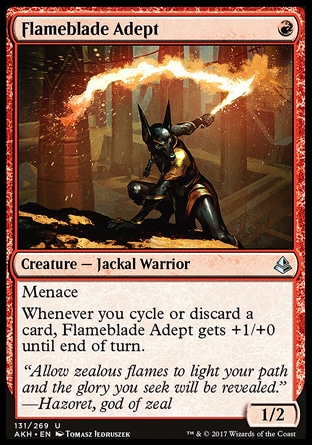 Flameblade Adept
Creature — Jackal Warrior
Menace
Whenever you cycle or discard a
card, Flameblade Adept gets +1/+0
until end of turn.
“Allow zealous flames to light your path
and the glory you seek will be revealed.”
—Hazoret, god of zeal
1/2
131/269 U
AKH • EN Tomasz Jedruszek
™ & © 2017 Wizards of the Coast